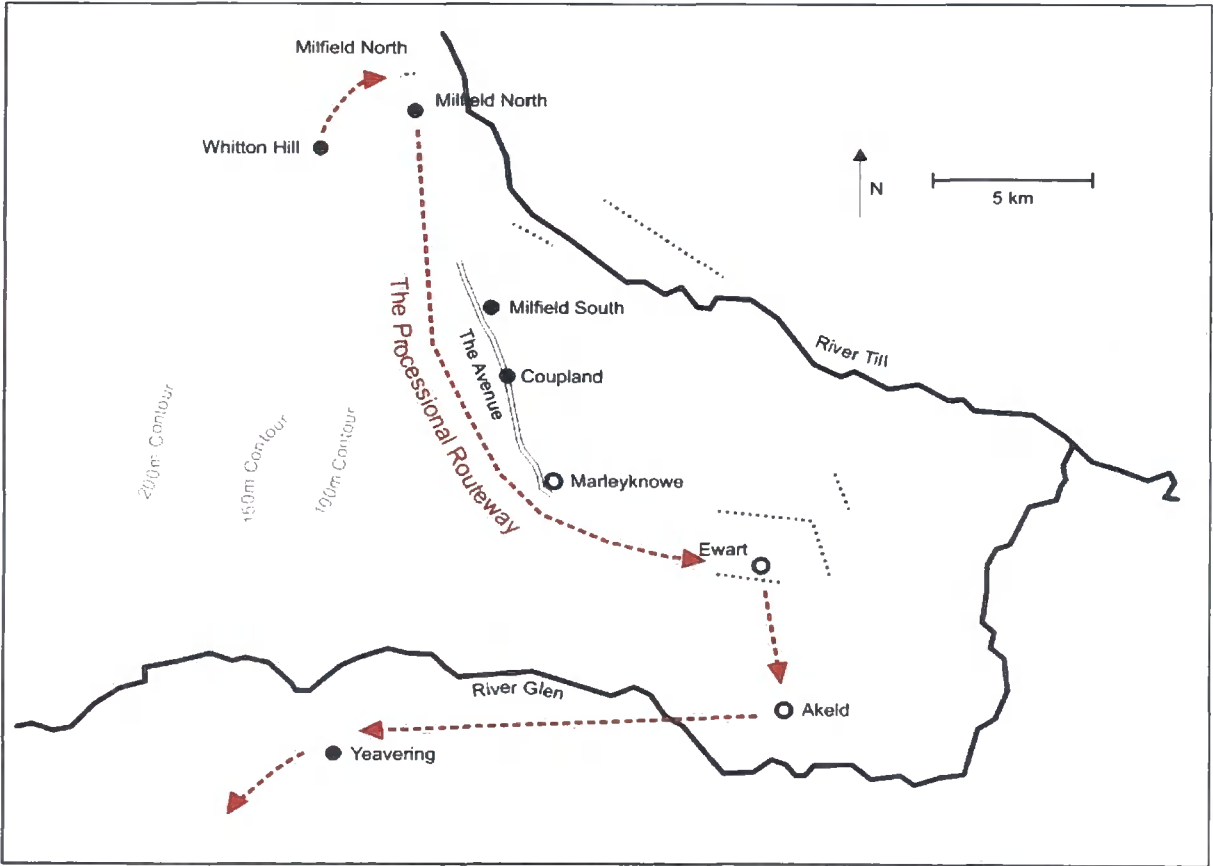 Milfield North
Milfield North
Whitton Hill
N
5 km
The Processional Routeway
Milfield South
The Avenue
Coupland
River Till
200m Contour
150m Contour
100m Contour
Marleyknowe
Ewart
River Glen
Akeld
Yeavering